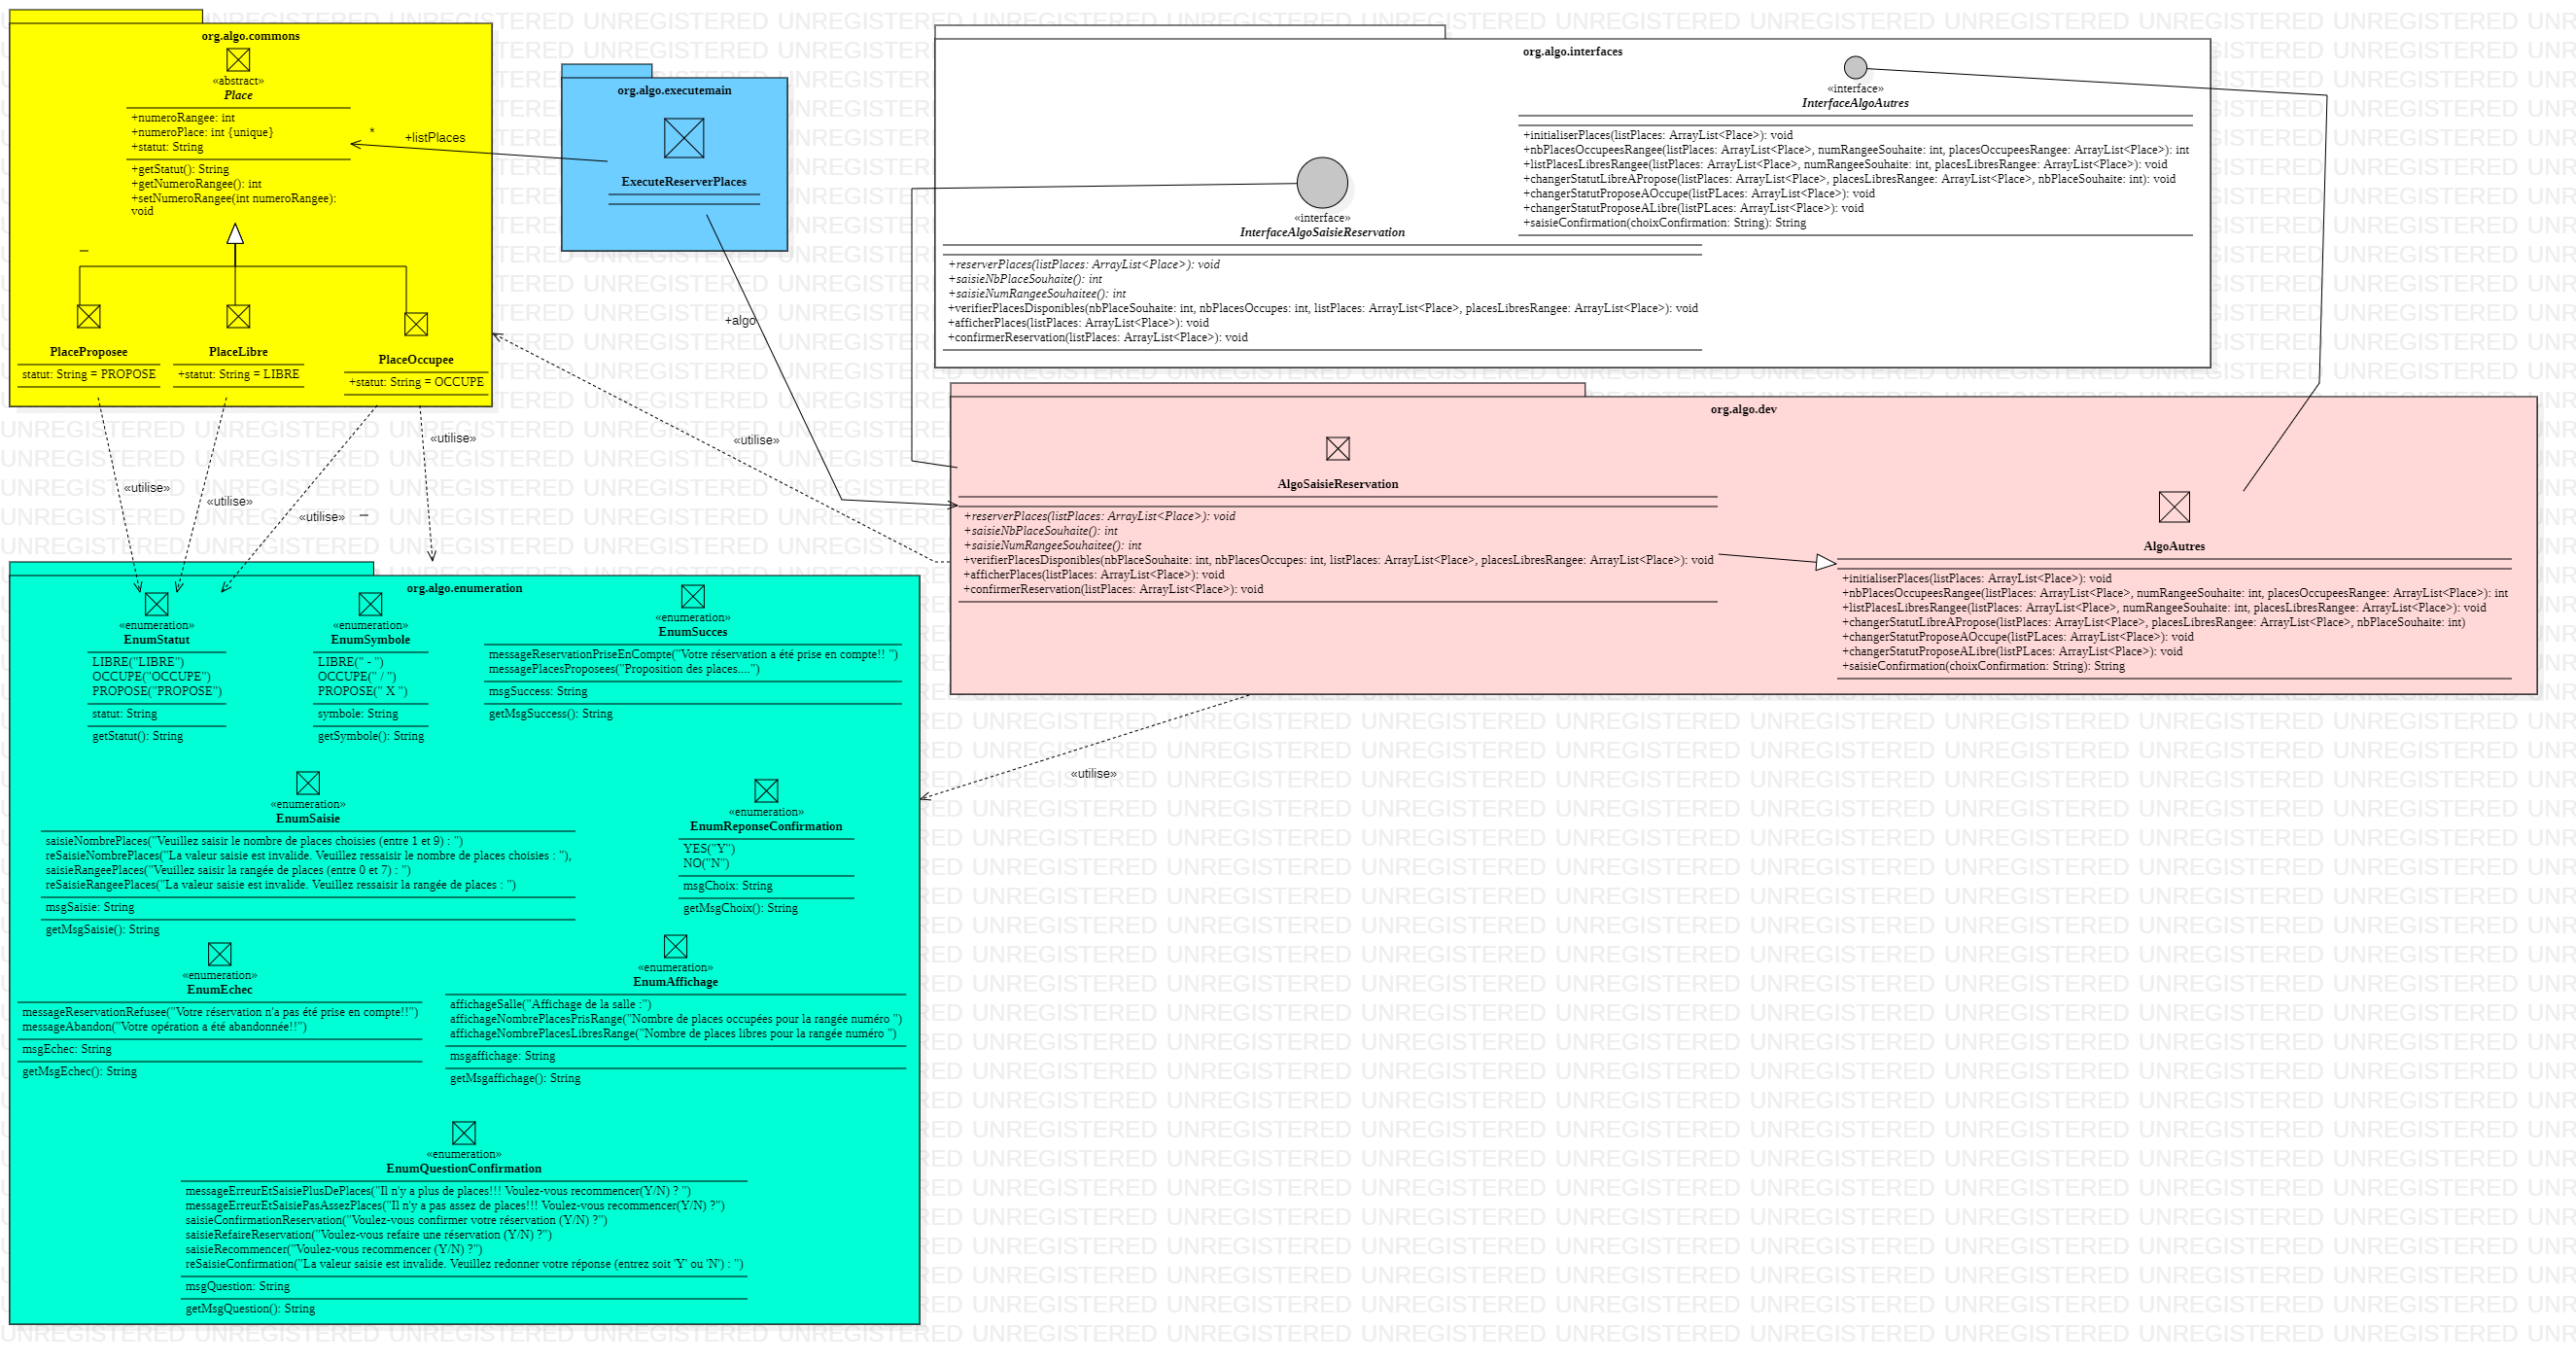 org.algo.commons
«abstract»
Place
+numeroRangee: int
+numeroPlace: int {unique}
+statut: String
+getStatut(): String
+getNumeroRangee(): int
+setNumeroRangee(int numeroRangee):
void
PlaceProposee
statut: String = PROPOSE
PlaceLibre
+statut: String = LIBRE
PlaceOccupee
+statut: String = OCCUPE
*
+listPlaces
org.algo.executemain
ExecuteReserverPlaces
+algo
«utilise»
«utilise»
«utilise»
«utilise»
«utilise»
org.algo.interfaces
«interface»
InterfaceAlgoAutres
+initialiserPlaces(listPlaces: ArrayList<Place>): void
+nbPlacesOccupeesRangee(listPlaces: ArrayList<Place>, numRangeeSouhaite: int, placesOccupeesRangee: ArrayList<Place>): int
+listPlacesLibresRangee(listPlaces: ArrayList<Place>, numRangeeSouhaite: int, placesLibresRangee: ArrayList<Place>): void
+changerStatutLibreAPropose(listPlaces: ArrayList<Place>, placesLibresRangee: ArrayList<Place>, nbPlaceSouhaite: int): void
+changerStatutProposeAOccupe(listPLaces: ArrayList<Place>): void
+changerStatutProposeALibre(listPLaces: ArrayList<Place>): void
+saisieConfirmation(choixConfirmation: String): String
«interface»
InterfaceAlgoSaisieReservation
+reserverPlaces(listPlaces: ArrayList<Place>): void
+saisieNbPlaceSouhaite(): int
+saisieNumRangeeSouhaitee(): int
+verifierPlacesDisponibles(nbPlaceSouhaite: int, nbPlacesOccupes: int, listPlaces: ArrayList<Place>, placesLibresRangee: ArrayList<Place>): void
+afficherPlaces(listPlaces: ArrayList<Place>): void
+confirmerReservation(listPlaces: ArrayList<Place>): void
org.algo.dev
AlgoSaisieReservation
+reserverPlaces(listPlaces: ArrayList<Place>): void
+saisieNbPlaceSouhaite(): int
+saisieNumRangeeSouhaitee(): int
+verifierPlacesDisponibles(nbPlaceSouhaite: int, nbPlacesOccupes: int, listPlaces: ArrayList<Place>, placesLibresRangee: ArrayList<Place>): void
+afficherPlaces(listPlaces: ArrayList<Place>): void
+confirmerReservation(listPlaces: ArrayList<Place>): void
AlgoAutres
+initialiserPlaces(listPlaces: ArrayList<Place>): void
+nbPlacesOccupeesRangee(listPlaces: ArrayList<Place>, numRangeeSouhaite: int, placesOccupeesRangee: ArrayList<Place>): int
+listPlacesLibresRangee(listPlaces: ArrayList<Place>, numRangeeSouhaite: int, placesLibresRangee: ArrayList<Place>): void
+changerStatutLibreAPropose(listPlaces: ArrayList<Place>, placesLibresRangee: ArrayList<Place>, nbPlaceSouhaite: int)
+changerStatutProposeAOccupe(listPLaces: ArrayList<Place>): void
+changerStatutProposeALibre(listPLaces: ArrayList<Place>): void
+saisieConfirmation(choixConfirmation: String): String
«utilise»
org.algo.enumeration
«enumeration»
EnumStatut
LIBRE("LIBRE")
OCCUPE("OCCUPE")
PROPOSE("PROPOSE")
statut: String
getStatut(): String
«enumeration»
EnumSymbole
LIBRE(" - ")
OCCUPE(" / ")
PROPOSE(" X ")
symbole: String
getSymbole(): String
«enumeration»
EnumSucces
messageReservationPriseEnCompte("Votre réservation a été prise en compte!! ")
messagePlacesProposees("Proposition des places....")
msgSuccess: String
getMsgSuccess(): String
«enumeration»
EnumSaisie
saisieNombrePlaces("Veuillez saisir le nombre de places choisies (entre 1 et 9) : ")
reSaisieNombrePlaces("La valeur saisie est invalide. Veuillez ressaisir le nombre de places choisies : "),
saisieRangeePlaces("Veuillez saisir la rangée de places (entre 0 et 7) : ")
reSaisieRangeePlaces("La valeur saisie est invalide. Veuillez ressaisir la rangée de places : ")
msgSaisie: String
getMsgSaisie(): String
«enumeration»
EnumReponseConfirmation
YES("Y")
NO("N")
msgChoix: String
getMsgChoix(): String
«enumeration»
EnumEchec
messageReservationRefusee("Votre réservation n'a pas été prise en compte!!")
messageAbandon("Votre opération a été abandonnée!!")
msgEchec: String
getMsgEchec(): String
«enumeration»
EnumAffichage
affichageSalle("Affichage de la salle :")
affichageNombrePlacesPrisRange("Nombre de places occupées pour la rangée numéro ")
affichageNombrePlacesLibresRange("Nombre de places libres pour la rangée numéro ")
msgaffichage: String
getMsgaffichage(): String
«enumeration»
EnumQuestionConfirmation
messageErreurEtSaisiePlusDePlaces("Il n'y a plus de places!!! Voulez-vous recommencer(Y/N) ? ")
messageErreurEtSaisiePasAssezPlaces("Il n'y a pas assez de places!!! Voulez-vous recommencer(Y/N) ?")
saisieConfirmationReservation("Voulez-vous confirmer votre réservation (Y/N) ?")
saisieRefaireReservation("Voulez-vous refaire une réservation (Y/N) ?")
saisieRecommencer("Voulez-vous recommencer (Y/N) ?")
reSaisieConfirmation("La valeur saisie est invalide. Veuillez redonner votre réponse (entrez soit 'Y' ou 'N') : ")
msgQuestion: String
getMsgQuestion(): String
UNREGISTERED